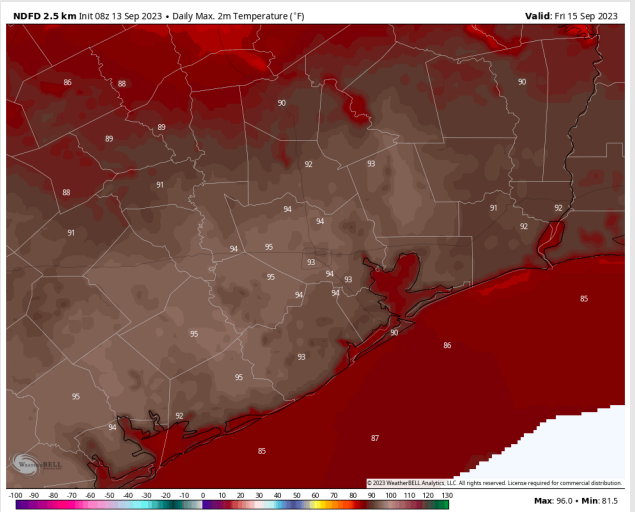 NDFD 2.5 km Init 08z 13 Sep 2023 • Daily Max. 2m Temperature (°F)
Valid: Fri 15 Sep 2023
86 88 90 90
89 89
92 93
88 91
94 91 92
94 92
91 94 95
93
95 94 93
94 94 85
95 90
93 86
95
95
94 92
85 87
WeatherBELL
© 2023 WeatherBELL Analytics, LLC. All rights reserved. License required for commercial distribution.
-100 -90 -80 -70 -60 -50 -40 -30 -20 -10 0 10 20 30 40 50 60 70 80 90 100 110 120 130
Max: 96.0 • Min: 81.5